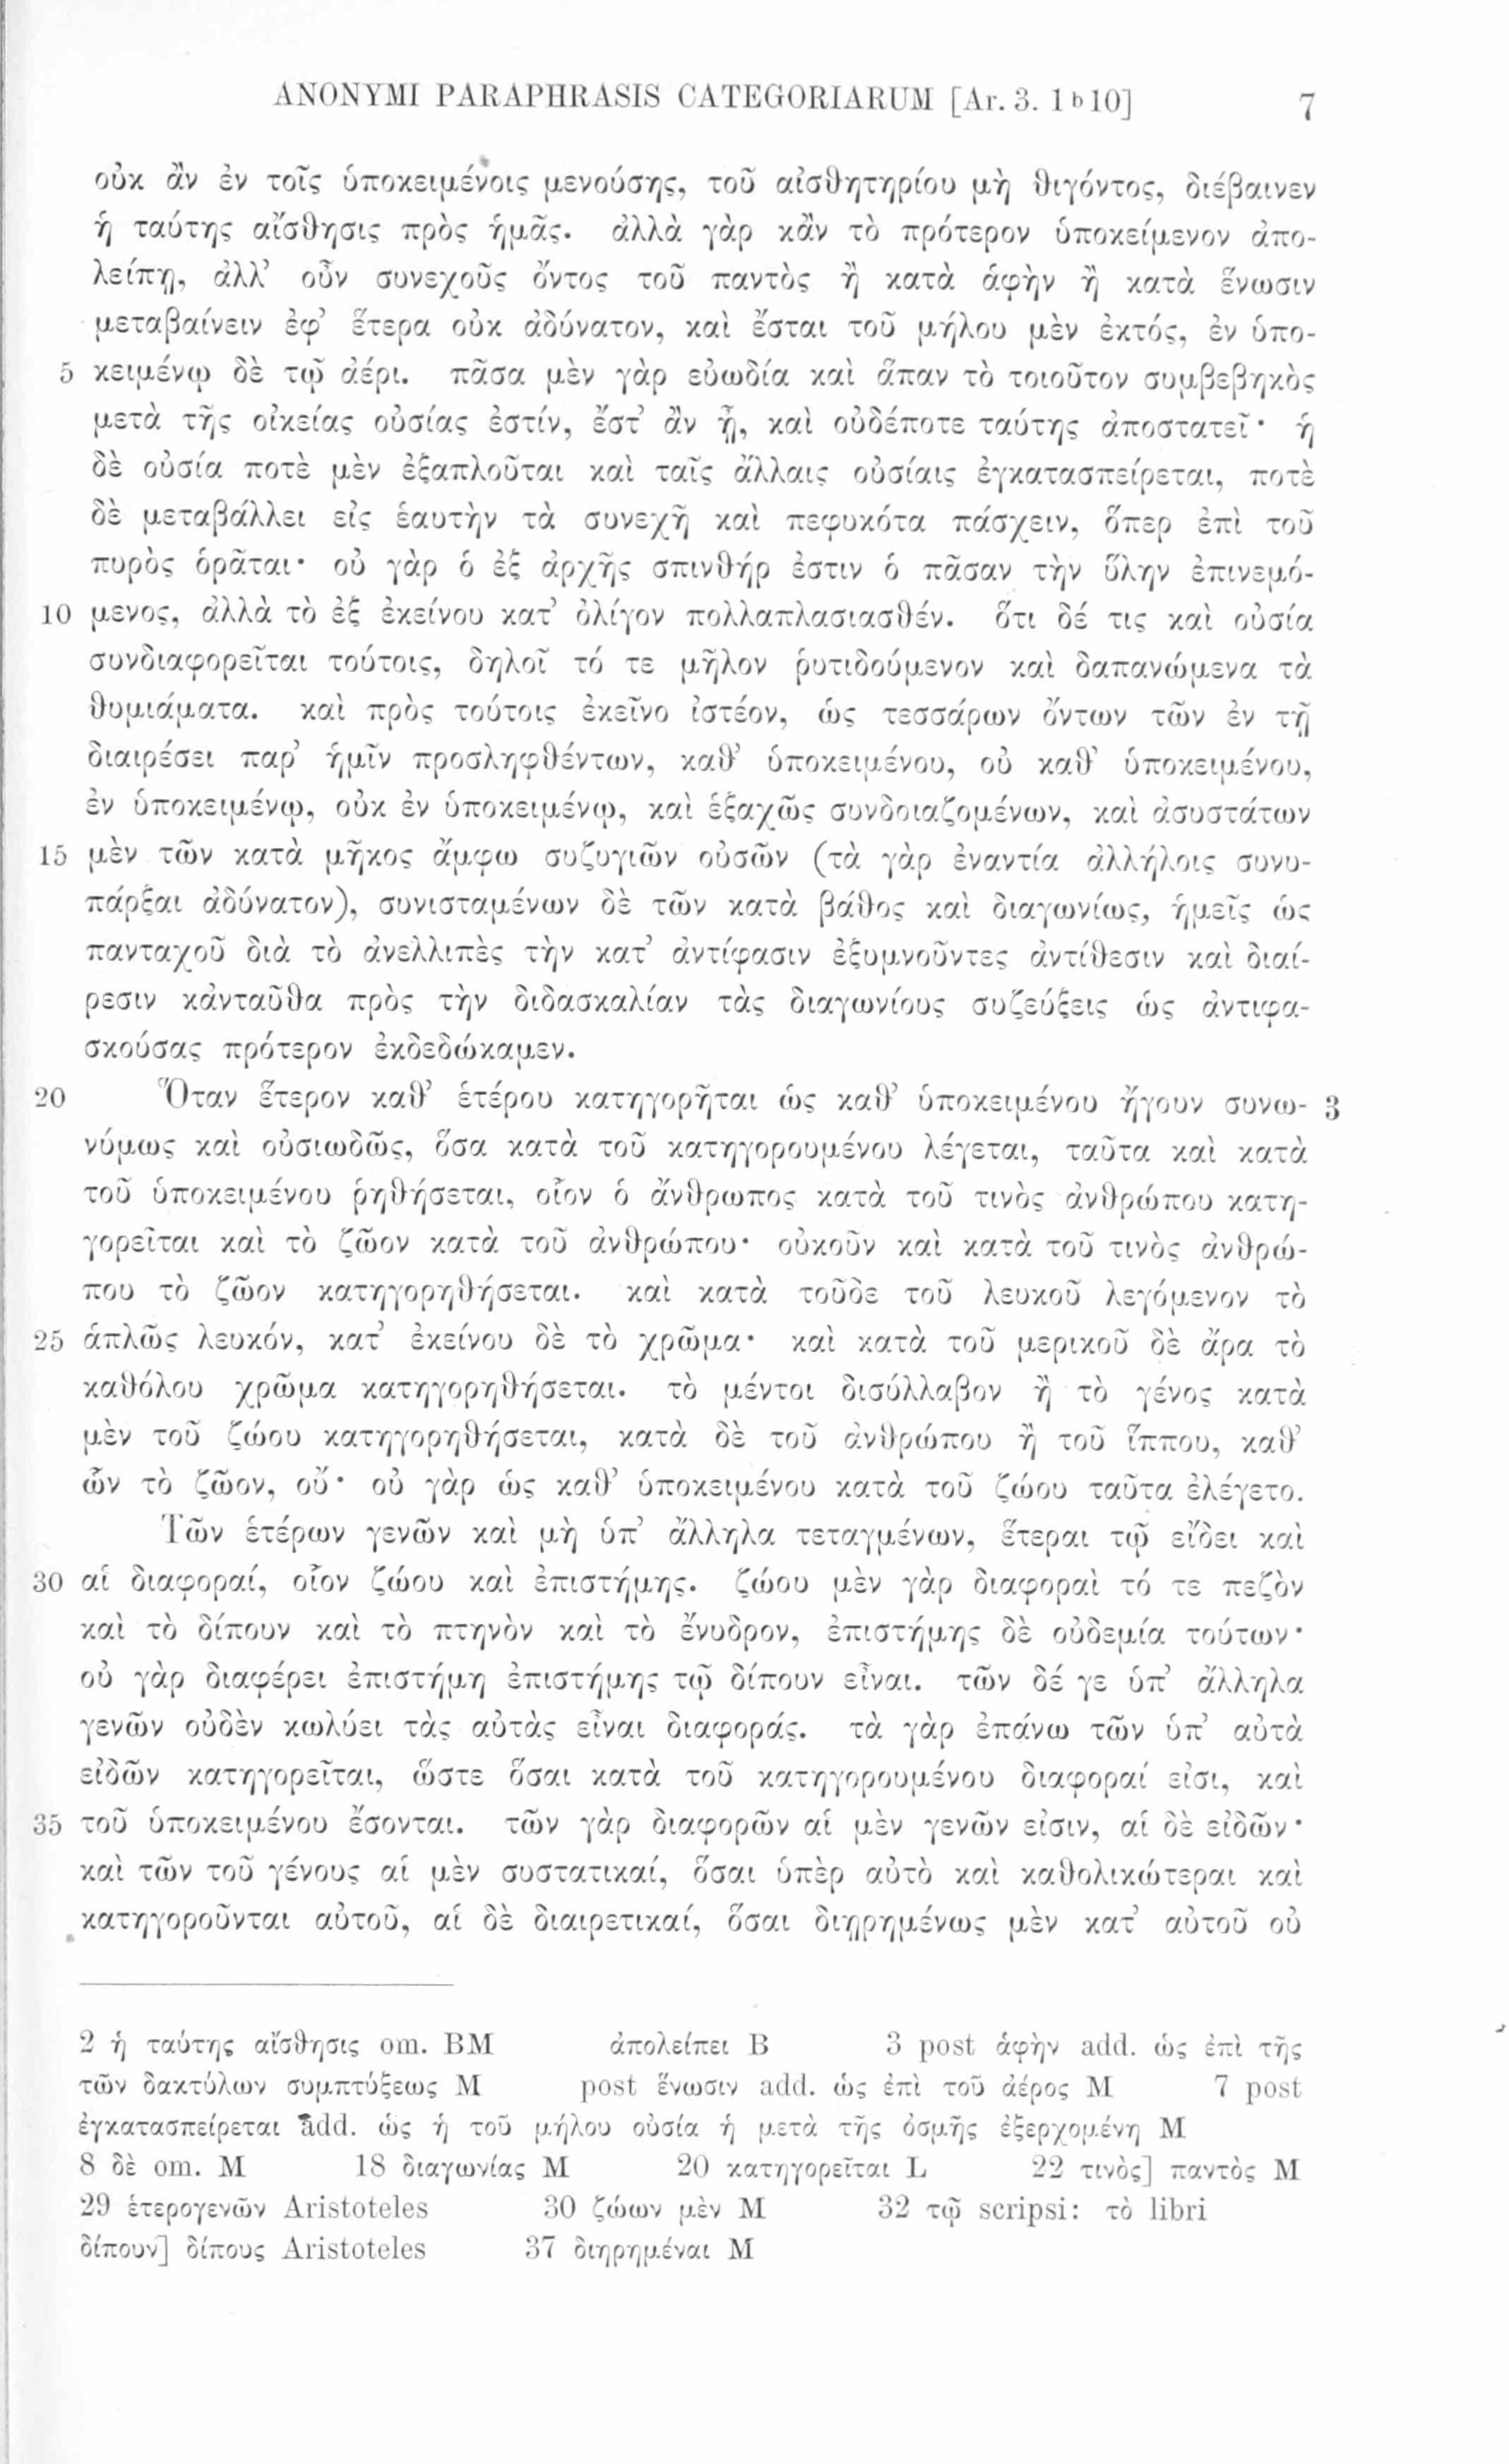 ANONYMI PARAPHRASIS CATEGORIARUM [Ar. 3. 1 b 10] 7
οὐκ ἂν ἐν τοῖς ὑποκειμένοις μενούσης, τοῦ αἰσθητηρίου μὴ θιγόντος, διέβαινεν
ἡ ταύτης αἴσθησις πρὸς ἡμᾶς. ἀλλὰ γὰρ κἂν τὸ πρότερον ὑποκείμενον ἀπο-
λείπῃ, ἀλλ’ οὖν συνεχοῦς ὄντος τοῦ παντὸς ἢ κατὰ ἁφὴν ἢ κατὰ ἕνωσιν
μεταβαίνειν ἐφ’ ἕτερα οὐκ ἀδύνατον, καὶ ἔσται τοῦ μήλου μὲν ἐκτός, ἐν ὑπο-
5 κειμένῳ δὲ τῷ ἀέρι. πᾶσα μὲν γὰρ εὐωδία καὶ ἅπαν τὸ τοιοῦτον συμβεβηκὸς
μετὰ τῆς οἰκείας οὐσίας ἐστίν, ἔστ’ ἂν ᾖ, καὶ οὐδέποτε ταύτης ἀποστατεῖ· ἡ
δὲ οὐσία ποτὲ μὲν ἐξαπλοῦται καὶ ταῖς ἄλλαις οὐσίαις ἐγκατασπείρεται, ποτὲ
δὲ μεταβάλλει εἰς ἑαυτὴν τὰ συνεχῆ καὶ πεφυκότα πάσχειν, ὅπερ ἐπὶ τοῦ
πυρὸς ὁρᾶται· οὐ γὰρ ὁ ἐξ ἀρχῆς σπινθήρ ἐστιν ὁ πᾶσαν τὴν ὕλην ἐπινεμό-
10 μενος, ἀλλὰ τὸ ἐξ ἐκείνου κατ’ ὀλίγον πολλαπλασιασθέν. ὅτι δέ τις καὶ οὐσία
συνδιαφορεῖται τούτοις, δηλοῖ τό τε μῆλον ῥυτιδούμενον καὶ δαπανώμενα τὰ
θυμιάματα. καὶ πρὸς τούτοις ἐκεῖνο ἰστέον, ὡς τεσσάρων ὄντων τῶν ἐν τῇ
διαιρέσει παρ’ ἡμῖν προσληφθέντων, καθ’ ὑποκειμένου, οὐ καθ’ ὑποκειμένου,
ἐν ὑποκειμένῳ, οὐκ ἐν ὑποκειμένῳ, καὶ ἑξαχῶς συνδοιαζομένων, καὶ ἀσυστάτων
15 μὲν τῶν κατὰ μῆκος ἄμφω συζυγιῶν οὐσῶν (τὰ γὰρ ἐναντία ἀλλήλοις συνυ-
πάρξαι ἀδύνατον), συνισταμένων δὲ τῶν κατὰ βάθος καὶ διαγωνίως, ἡμεῖς ὡς
πανταχοῦ διὰ τὸ ἀνελλιπὲς τὴν κατ’ ἀντίφασιν ἐξυμνοῦντες ἀντίθεσιν καὶ διαί-
ρεσιν κἀνταῦθα πρὸς τὴν διδασκαλίαν τὰς διαγωνίους συζεύξεις ὡς ἀντιφα-
σκούσας πρότερον ἐκδεδώκαμεν.
20 Ὅταν ἕτερον καθ’ ἑτέρου κατηγορῆται ὡς καθ’ ὑποκειμένου ἤγουν συνω- 3
νύμως καὶ οὐσιωδῶς, ὅσα κατὰ τοῦ κατηγορουμένου λέγεται, ταῦτα καὶ κατὰ
τοῦ ὑποκειμένου ῥηθήσεται, οἷον ὁ ἄνθρωπος κατὰ τοῦ τινὸς ἀνθρώπου κατη-
γορεῖται καὶ τὸ ζῶον κατὰ τοῦ ἀνθρώπου· οὐκοῦν καὶ κατὰ τοῦ τινὸς ἀνθρώ-
που τὸ ζῶον κατηγορηθήσεται. καὶ κατὰ τοῦδε τοῦ λευκοῦ λεγόμενον τὸ
25 ἁπλῶς λευκόν, κατ’ ἐκείνου δὲ τὸ χρῶμα· καὶ κατὰ τοῦ μερικοῦ δὲ ἄρα τὸ
καθόλου χρῶμα κατηγορηθήσεται. τὸ μέντοι δισύλλαβον ἢ τὸ γένος κατὰ
μὲν τοῦ ζώου κατηγορηθήσεται, κατὰ δὲ τοῦ ἀνθρώπου ἢ τοῦ ἵππου, καθ’
ὧν τὸ ζῶον, οὔ· οὐ γὰρ ὡς καθ’ ὑποκειμένου κατὰ τοῦ ζώου ταῦτα ἐλέγετο.
Τῶν ἑτέρων γενῶν καὶ μὴ ὑπ’ ἄλληλα τεταγμένων, ἕτεραι τῷ εἴδει καὶ
30 αἱ διαφοραί, οἷον ζώου καὶ ἐπιστήμης. ζώου μὲν γὰρ διαφοραὶ τό τε πεζὸν
καὶ τὸ δίπουν καὶ τὸ πτηνὸν καὶ τὸ ἔνυδρον, ἐπιστήμης δὲ οὐδεμία τούτων·
οὐ γὰρ διαφέρει ἐπιστήμη ἐπιστήμης τῷ δίπουν εἶναι. τῶν δέ γε ὑπ’ ἄλληλα
γενῶν οὐδὲν κωλύει τὰς αὐτὰς εἶναι διαφοράς. τὰ γὰρ ἐπάνω τῶν ὑπ’ αὐτὰ
εἰδῶν κατηγορεῖται, ὥστε ὅσαι κατὰ τοῦ κατηγορουμένου διαφοραί εἰσι, καὶ
35 τοῦ ὑποκειμένου ἔσονται. τῶν γὰρ διαφορῶν αἱ μὲν γενῶν εἰσιν, αἱ δὲ εἰδῶν·
καὶ τῶν τοῦ γένους αἱ μὲν συστατικαί, ὅσαι ὑπὲρ αὐτὸ καὶ καθολικώτεραι καὶ
κατηγοροῦνται αὐτοῦ, αἱ δὲ διαιρετικαί, ὅσαι διῃρημένως μὲν κατ’ αὐτοῦ οὐ
2 ἡ ταύτης αἴσθησις om. BM ἀπολείπει B 3 post ἁφὴν add. ὡς ἐπὶ τῆς
τῶν δακτύλων συμπτύξεως M post ἕνωσιν add. ὡς ἐπὶ τοῦ ἀέρος M 7 post
ἐγκατασπείρεται add. ὡς ἡ τοῦ μήλου οὐσία ἡ μετὰ τῆς ὀσμῆς ἐξερχομένη M
8 δὲ om. M 18 διαγωνίας M 20 κατηγορεῖται L 22 τινὸς] παντὸς M
29 ἑτερογενῶν Aristoteles 30 ζώων μὲν M 32 τῷ scripsi: τὸ libri
δίπουν] δίπους Aristoteles 37 διηρημέναι M